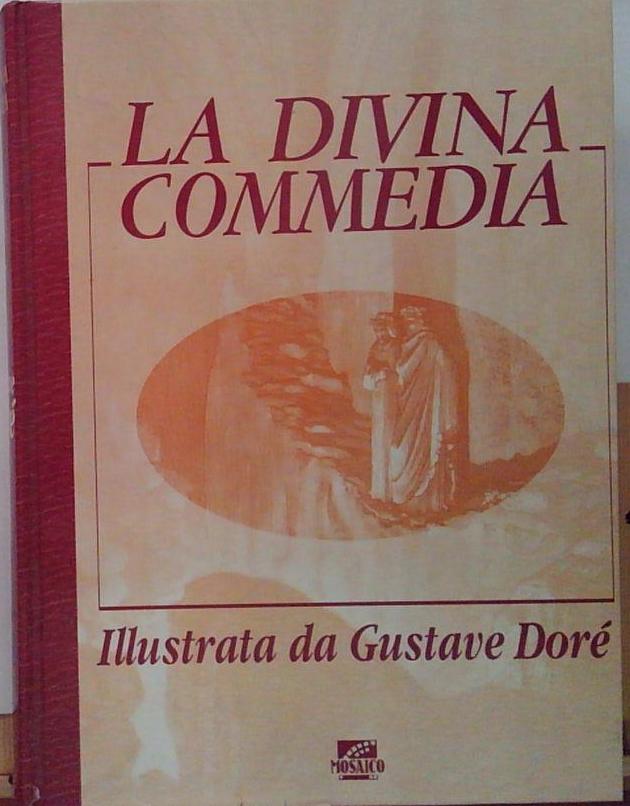 LA DIVINA
COMMEDIA
Illustrata da Gustave Doré
MOSAICO